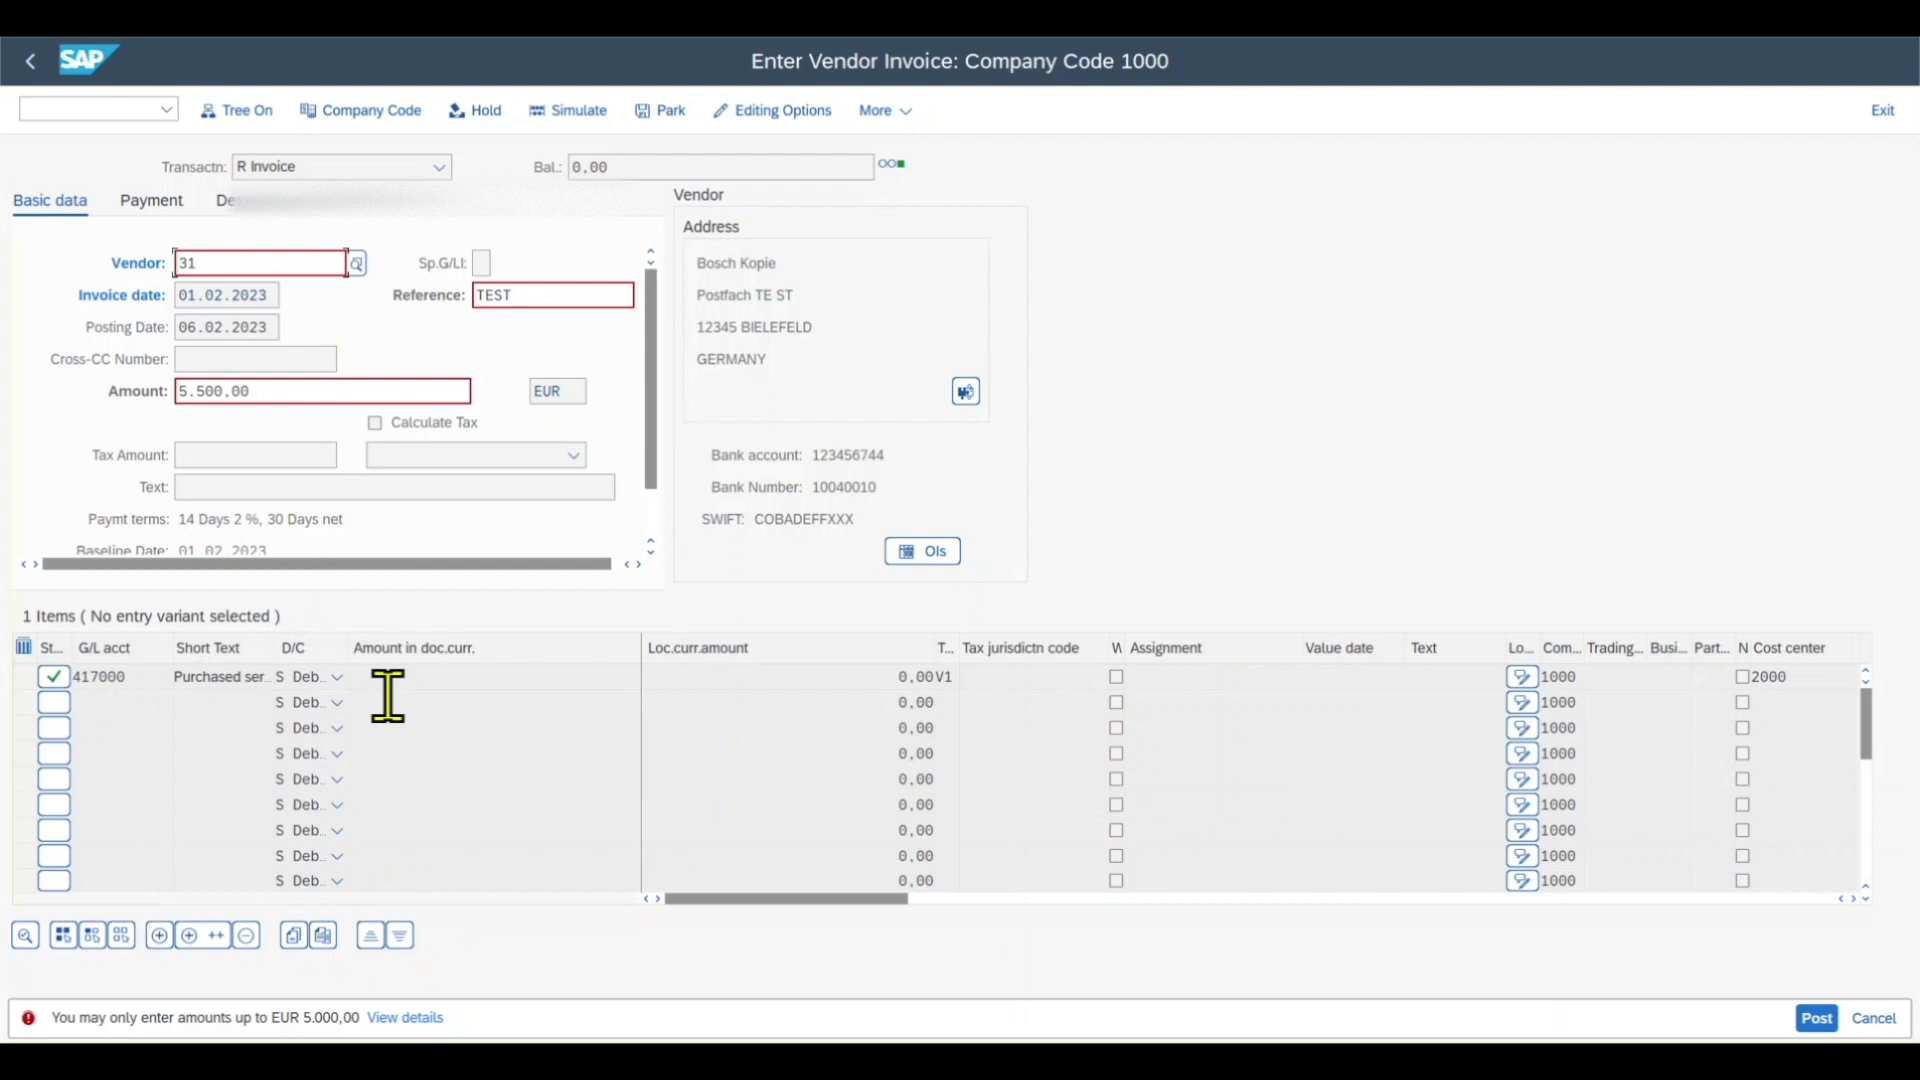 SAP
Enter Vendor Invoice: Company Code 1000
Tree On Company Code Hold Simulate Park Editing Options More Exit
Transactn: R Invoice Bal.: 0,00
Basic data Payment
Vendor
Address
Vendor: 31 Sp.G/LI: Bosch Kopie
Invoice date: 01.02.2023 Reference: TEST Postfach TE ST
Posting Date: 06.02.2023 12345 BIELEFELD
Cross-CC Number: GERMANY
Amount: 5.500,00 EUR
Calculate Tax
Tax Amount: Bank account: 123456744
Text: Bank Number: 10040010
Paymt terms: 14 Days 2 %, 30 Days net SWIFT: COBADEFFXXX
Baseline Date: 01.02.2023 OIs
1 Items ( No entry variant selected )
St... G/L acct Short Text D/C Amount in doc.curr. Loc.curr.amount T... Tax jurisdictn code W Assignment Value date Text Lo... Com... Trading... Busi... Part... N Cost center
417000 Purchased ser... S Deb... 0,00 V1 1000 2000
S Deb... 0,00 1000
S Deb... 0,00 1000
S Deb... 0,00 1000
S Deb... 0,00 1000
S Deb... 0,00 1000
S Deb... 0,00 1000
S Deb... 0,00 1000
S Deb... 0,00 1000
You may only enter amounts up to EUR 5.000,00 View details Post Cancel